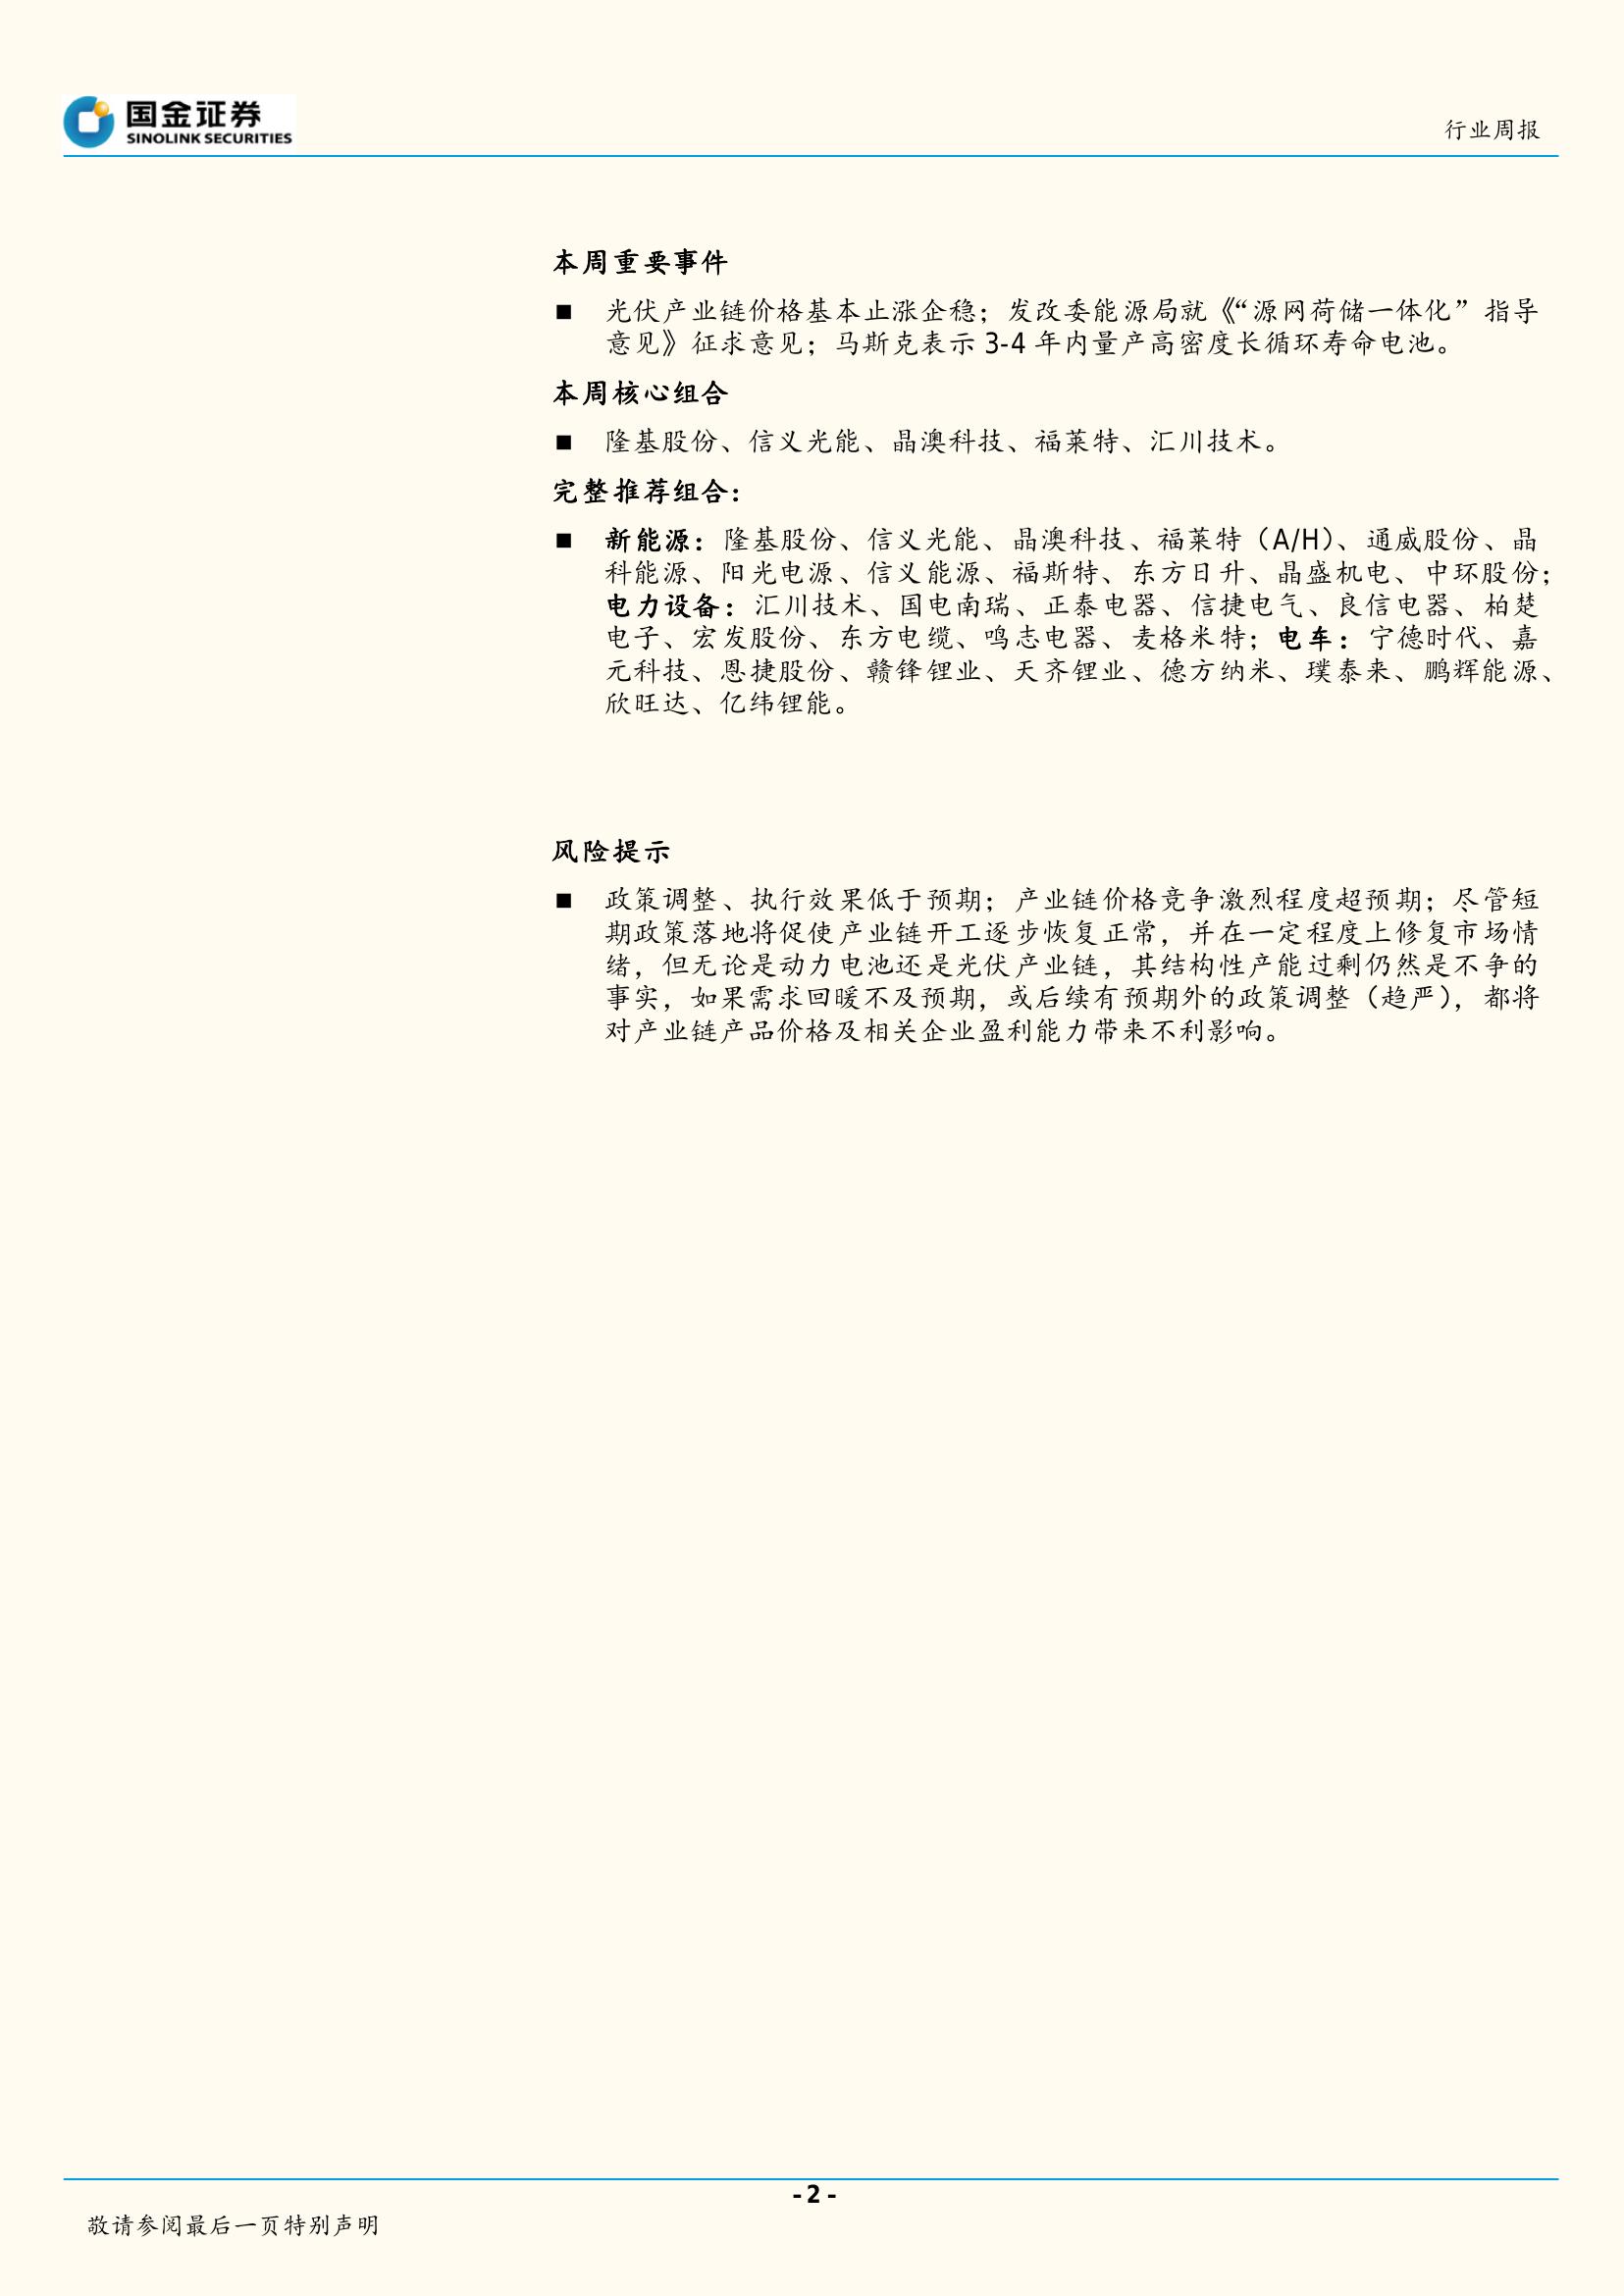 国金证券
SINOLINK SECURITIES
行业周报
本周重要事件
■ 光伏产业链价格基本止涨企稳；发改委能源局就《“源网荷储一体化”指导
意见》征求意见；马斯克表示 3-4 年内量产高密度长循环寿命电池。
本周核心组合
■ 隆基股份、信义光能、晶澳科技、福莱特、汇川技术。
完整推荐组合：
■ 新能源：隆基股份、信义光能、晶澳科技、福莱特（A/H）、通威股份、晶
科能源、阳光电源、信义能源、福斯特、东方日升、晶盛机电、中环股份；
电力设备：汇川技术、国电南瑞、正泰电器、信捷电气、良信电器、柏楚
电子、宏发股份、东方电缆、鸣志电器、麦格米特；电车：宁德时代、嘉
元科技、恩捷股份、赣锋锂业、天齐锂业、德方纳米、璞泰来、鹏辉能源、
欣旺达、亿纬锂能。
风险提示
■ 政策调整、执行效果低于预期；产业链价格竞争激烈程度超预期；尽管短
期政策落地将促使产业链开工逐步恢复正常，并在一定程度上修复市场情
绪，但无论是动力电池还是光伏产业链，其结构性产能过剩仍然是不争的
事实，如果需求回暖不及预期，或后续有预期外的政策调整（趋严），都将
对产业链产品价格及相关企业盈利能力带来不利影响。
- 2 -
敬请参阅最后一页特别声明